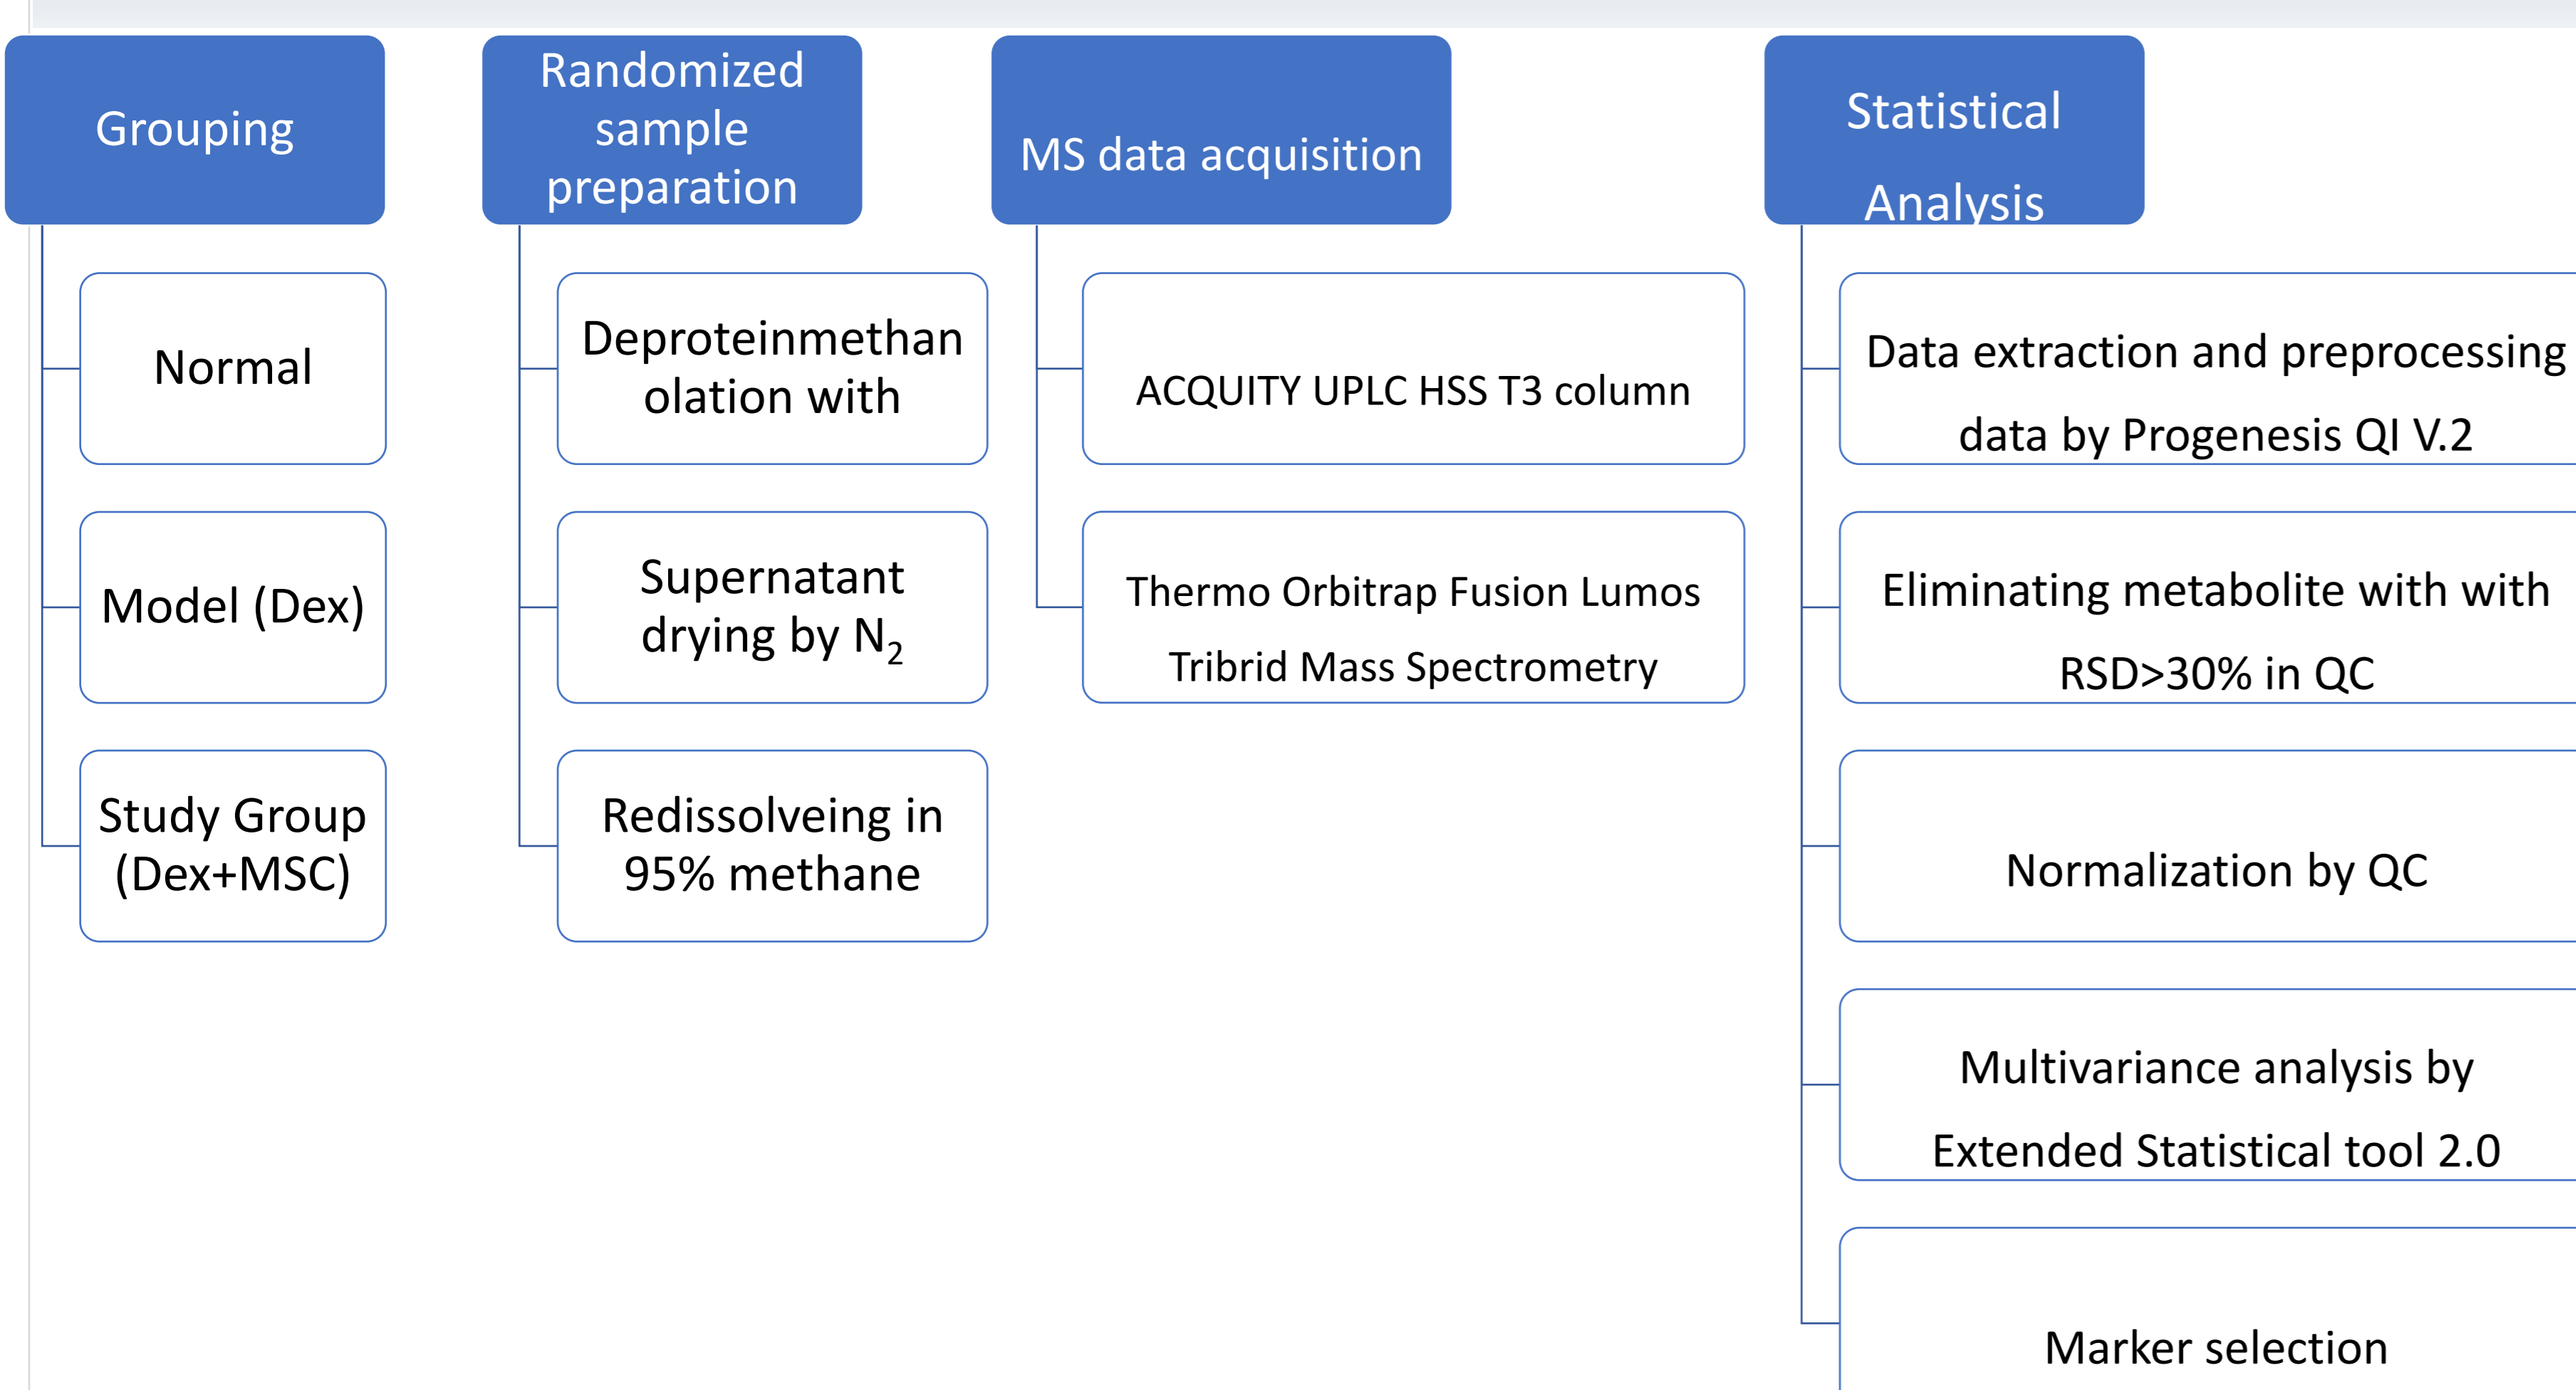 Grouping
Normal
Model (Dex)
Study Group
(Dex+MSC)
Randomized
sample
preparation
Deproteinmethan
olation with
Supernatant
drying by N₂
Redissolveing in
95% methane
MS data acquisition
ACQUITY UPLC HSS T3 column
Thermo Orbitrap Fusion Lumos
Tribrid Mass Spectrometry
Statistical
Analysis
Data extraction and preprocessing
data by Progenesis QI V.2
Eliminating metabolite with with
RSD>30% in QC
Normalization by QC
Multivariance analysis by
Extended Statistical tool 2.0
Marker selection